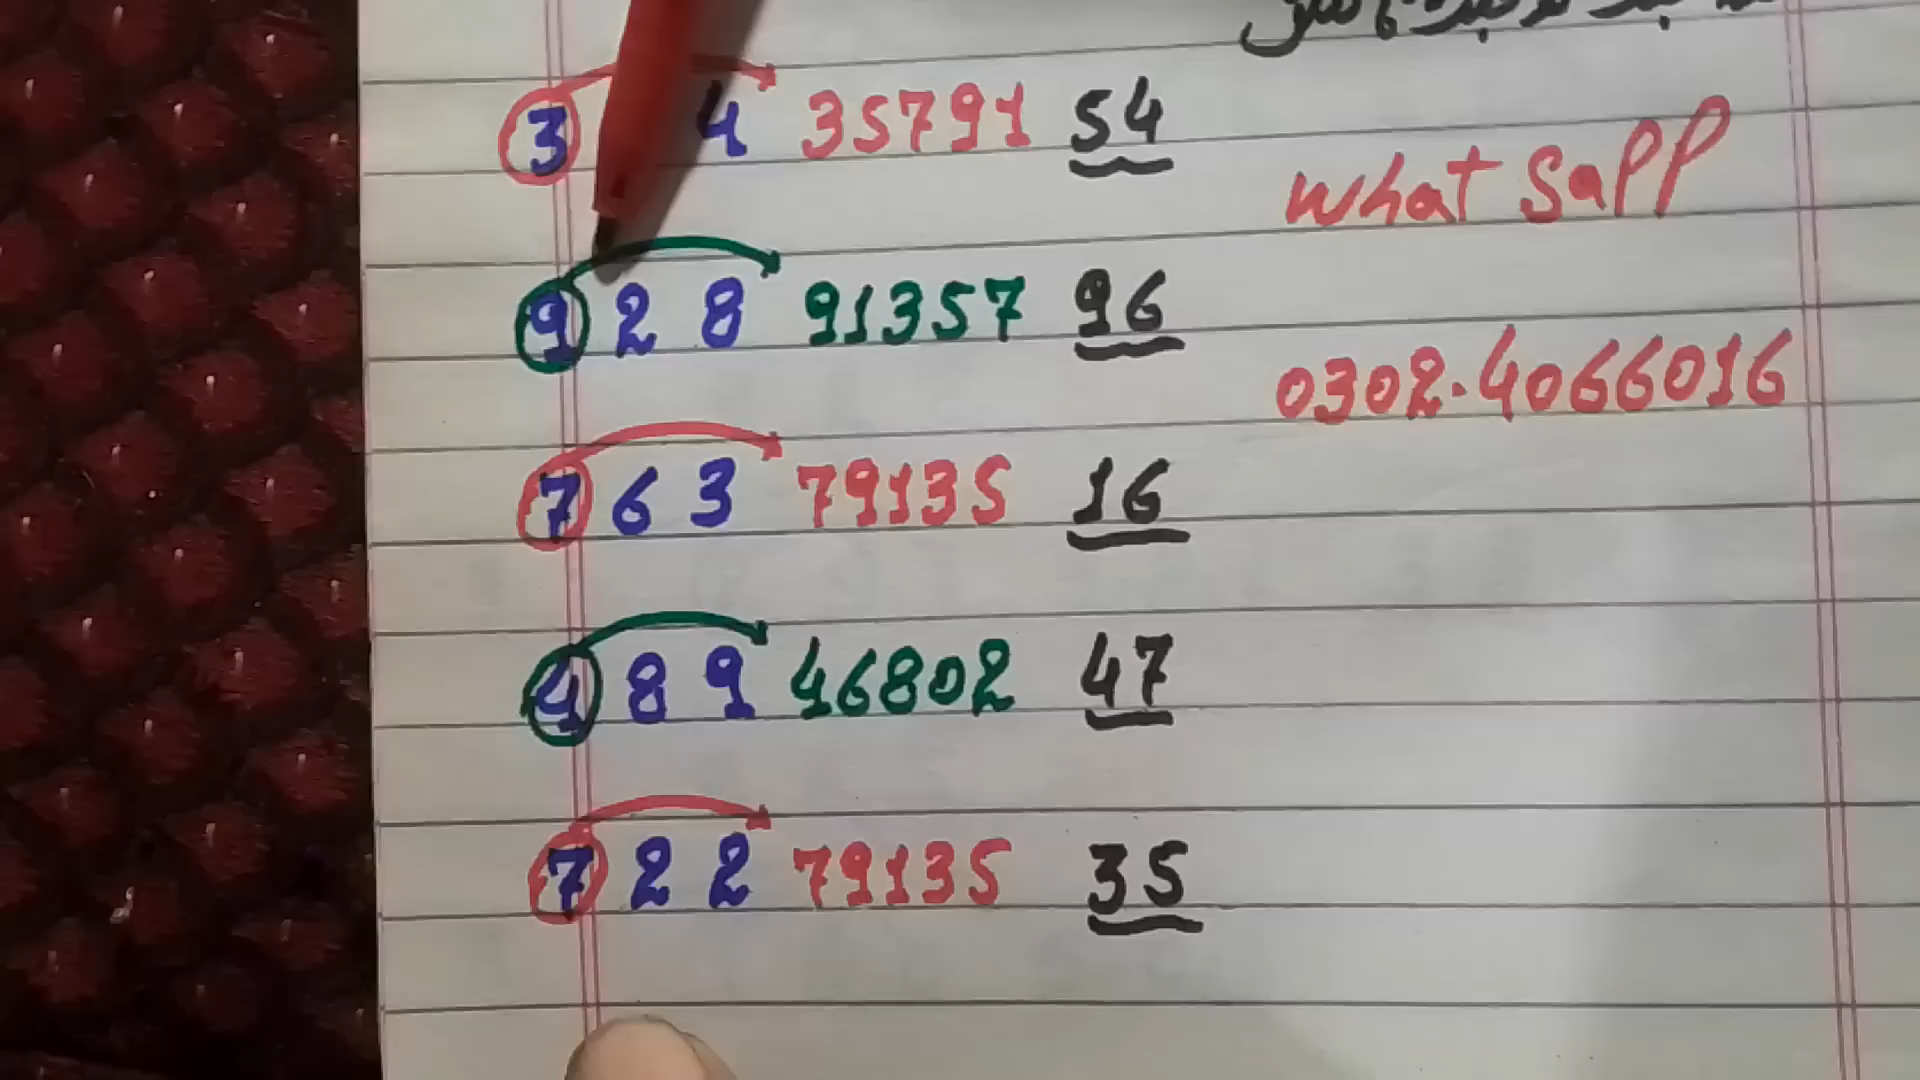 3 4 35791 54
what sapp
9 2 8 91357 96
0302.4066016
7 6 3 79135 16
4 8 9 46802 47
7 2 2 79135 35